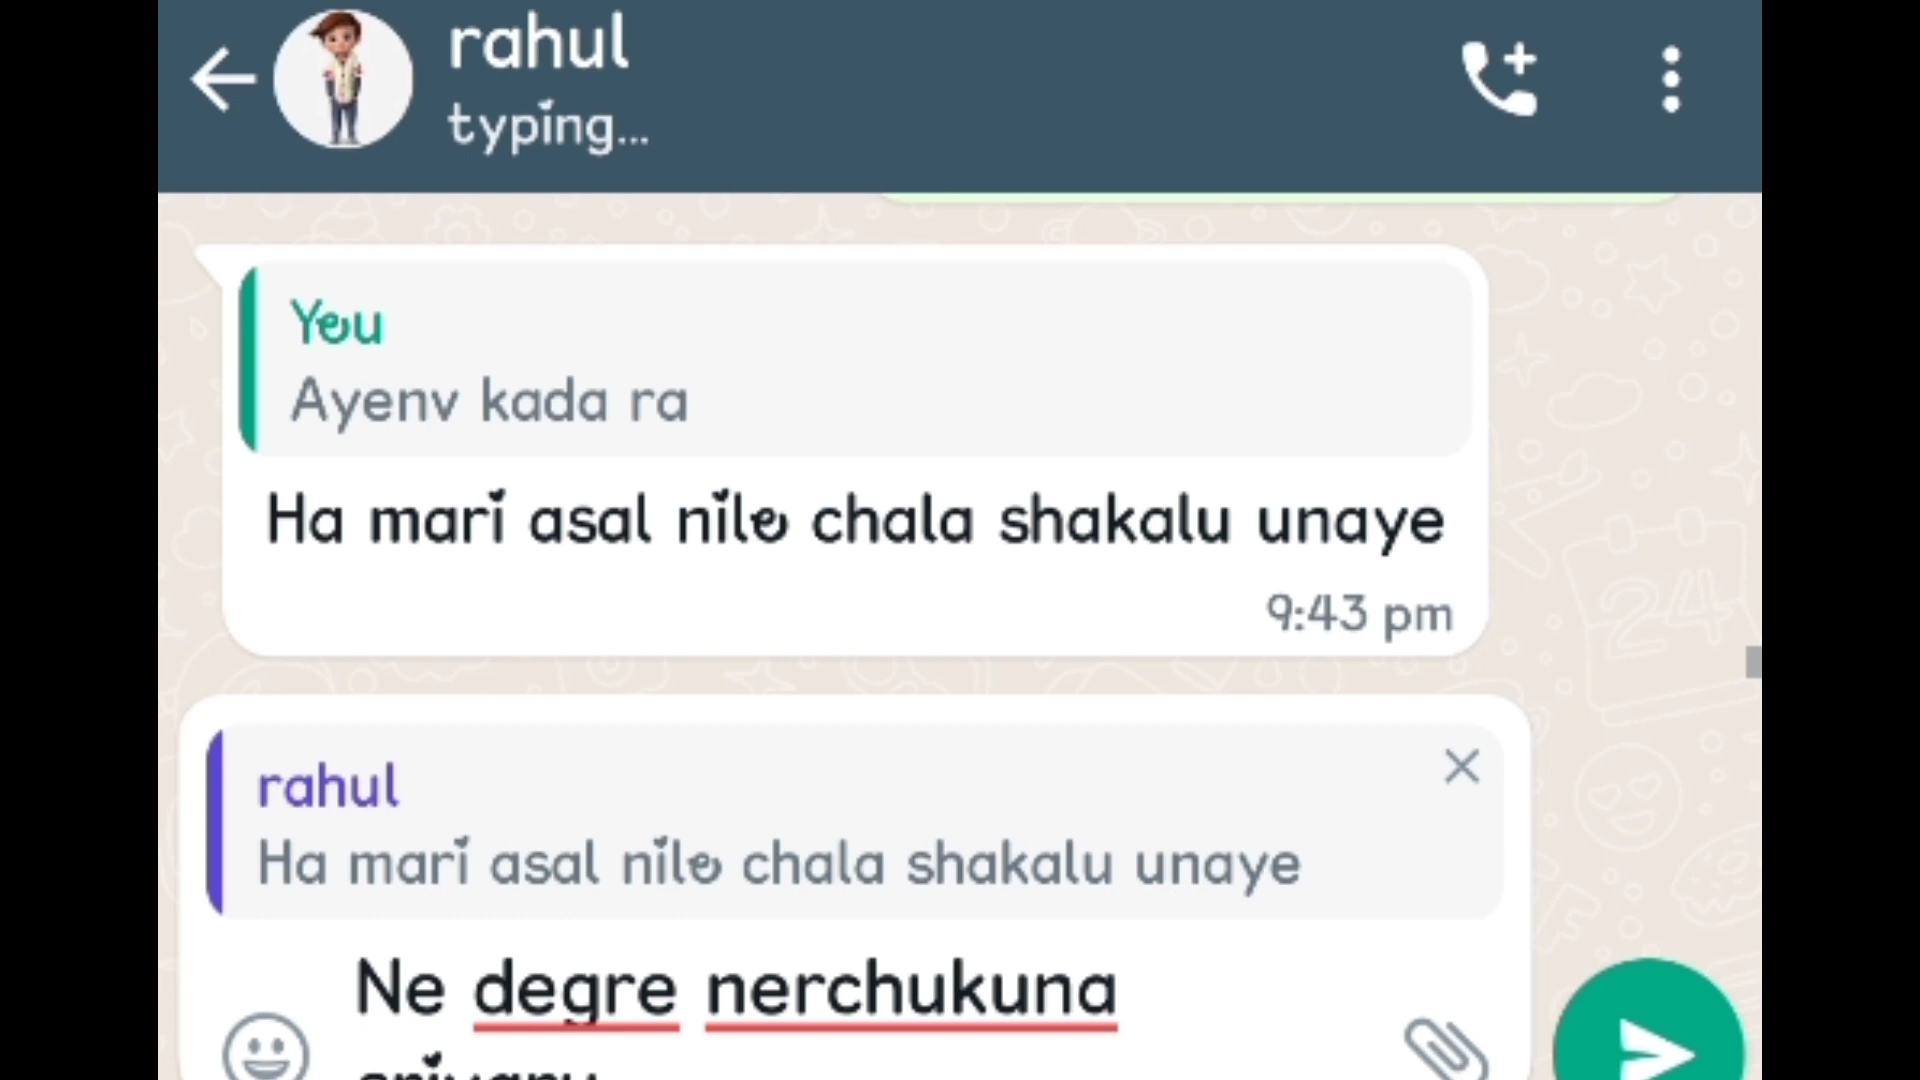 rahul
typing...
You
Ayenv kada ra
Ha mari asal nilo chala shakalu unaye
9:43 pm
rahul
Ha mari asal nilo chala shakalu unaye
Ne degre nerchukuna